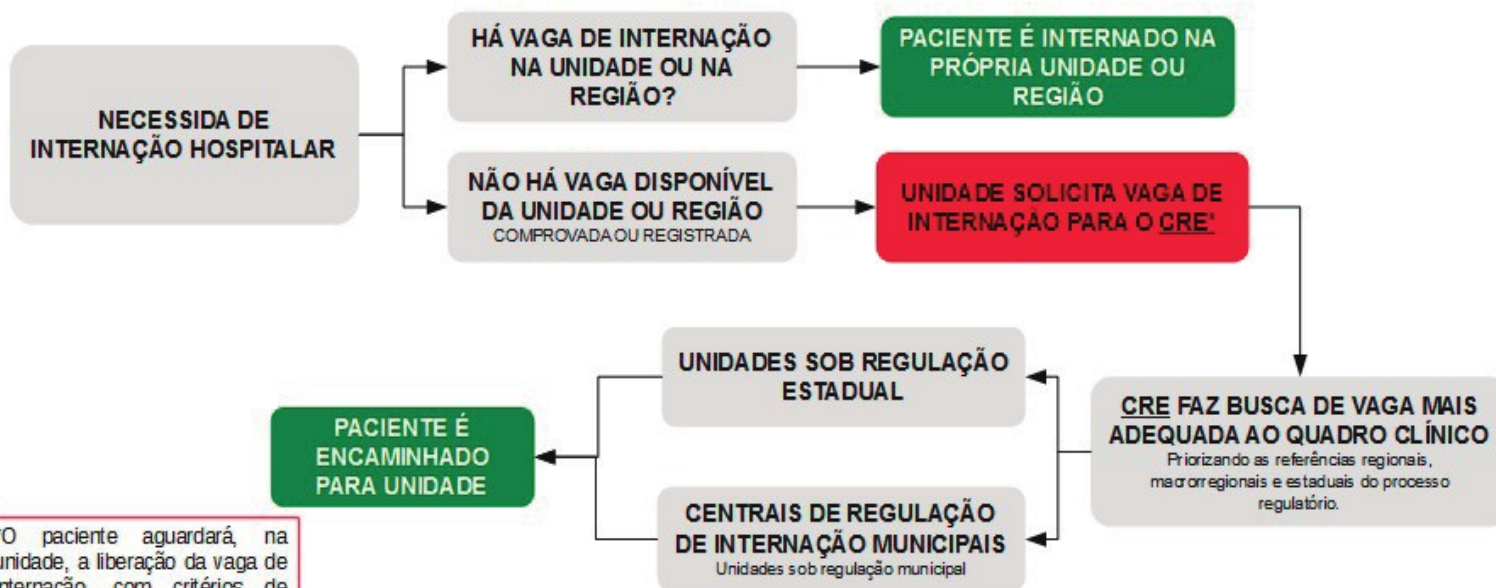 NECESSIDA DE
INTERNAÇÃO HOSPITALAR
HÁ VAGA DE INTERNAÇÃO
NA UNIDADE OU NA
REGIÃO?
PACIENTE É INTERNADO NA
PRÓPRIA UNIDADE OU
REGIÃO
NÃO HÁ VAGA DISPONÍVEL
DA UNIDADE OU REGIÃO
COMPROVADA OU REGISTRADA
UNIDADE SOLICITA VAGA DE
INTERNAÇÃO PARA O CRE*
CRE FAZ BUSCA DE VAGA MAIS
ADEQUADA AO QUADRO CLÍNICO
Priorizando as referências regionais,
macrorregionais e estaduais do processo
regulatório.
UNIDADES SOB REGULAÇÃO
ESTADUAL
CENTRAIS DE REGULAÇÃO
DE INTERNAÇÃO MUNICIPAIS
Unidades sob regulação municipal
PACIENTE É
ENCAMINHADO
PARA UNIDADE
*O paciente aguardará, na
unidade, a liberação da vaga de
internação, com critérios de